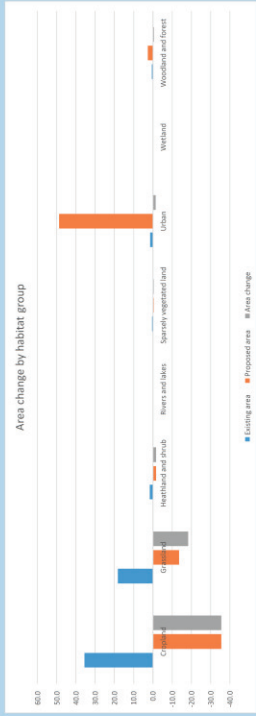 Area change by habitat group
60.0
50.0
40.0
30.0
20.0
10.0
0.0
-10.0
-20.0
-30.0
-40.0
Cropland
Grassland
Heathland and shrub
Rivers and lakes
Sparsely vegetated land
Urban
Wetland
Woodland and forest
Existing area
Proposed area
Area change